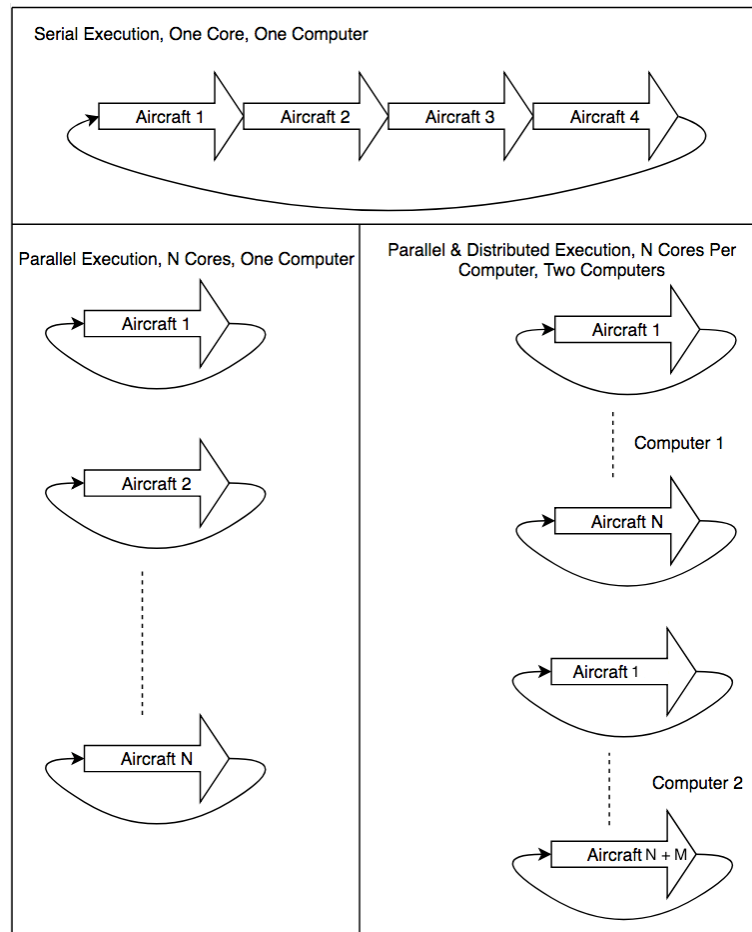 Serial Execution, One Core, One Computer
Aircraft 1
Aircraft 2
Aircraft 3
Aircraft 4
Parallel Execution, N Cores, One Computer
Aircraft 1
Aircraft 2
Aircraft N
Parallel & Distributed Execution, N Cores Per
Computer, Two Computers
Aircraft 1
Computer 1
Aircraft N
Aircraft 1
Computer 2
Aircraft N + M